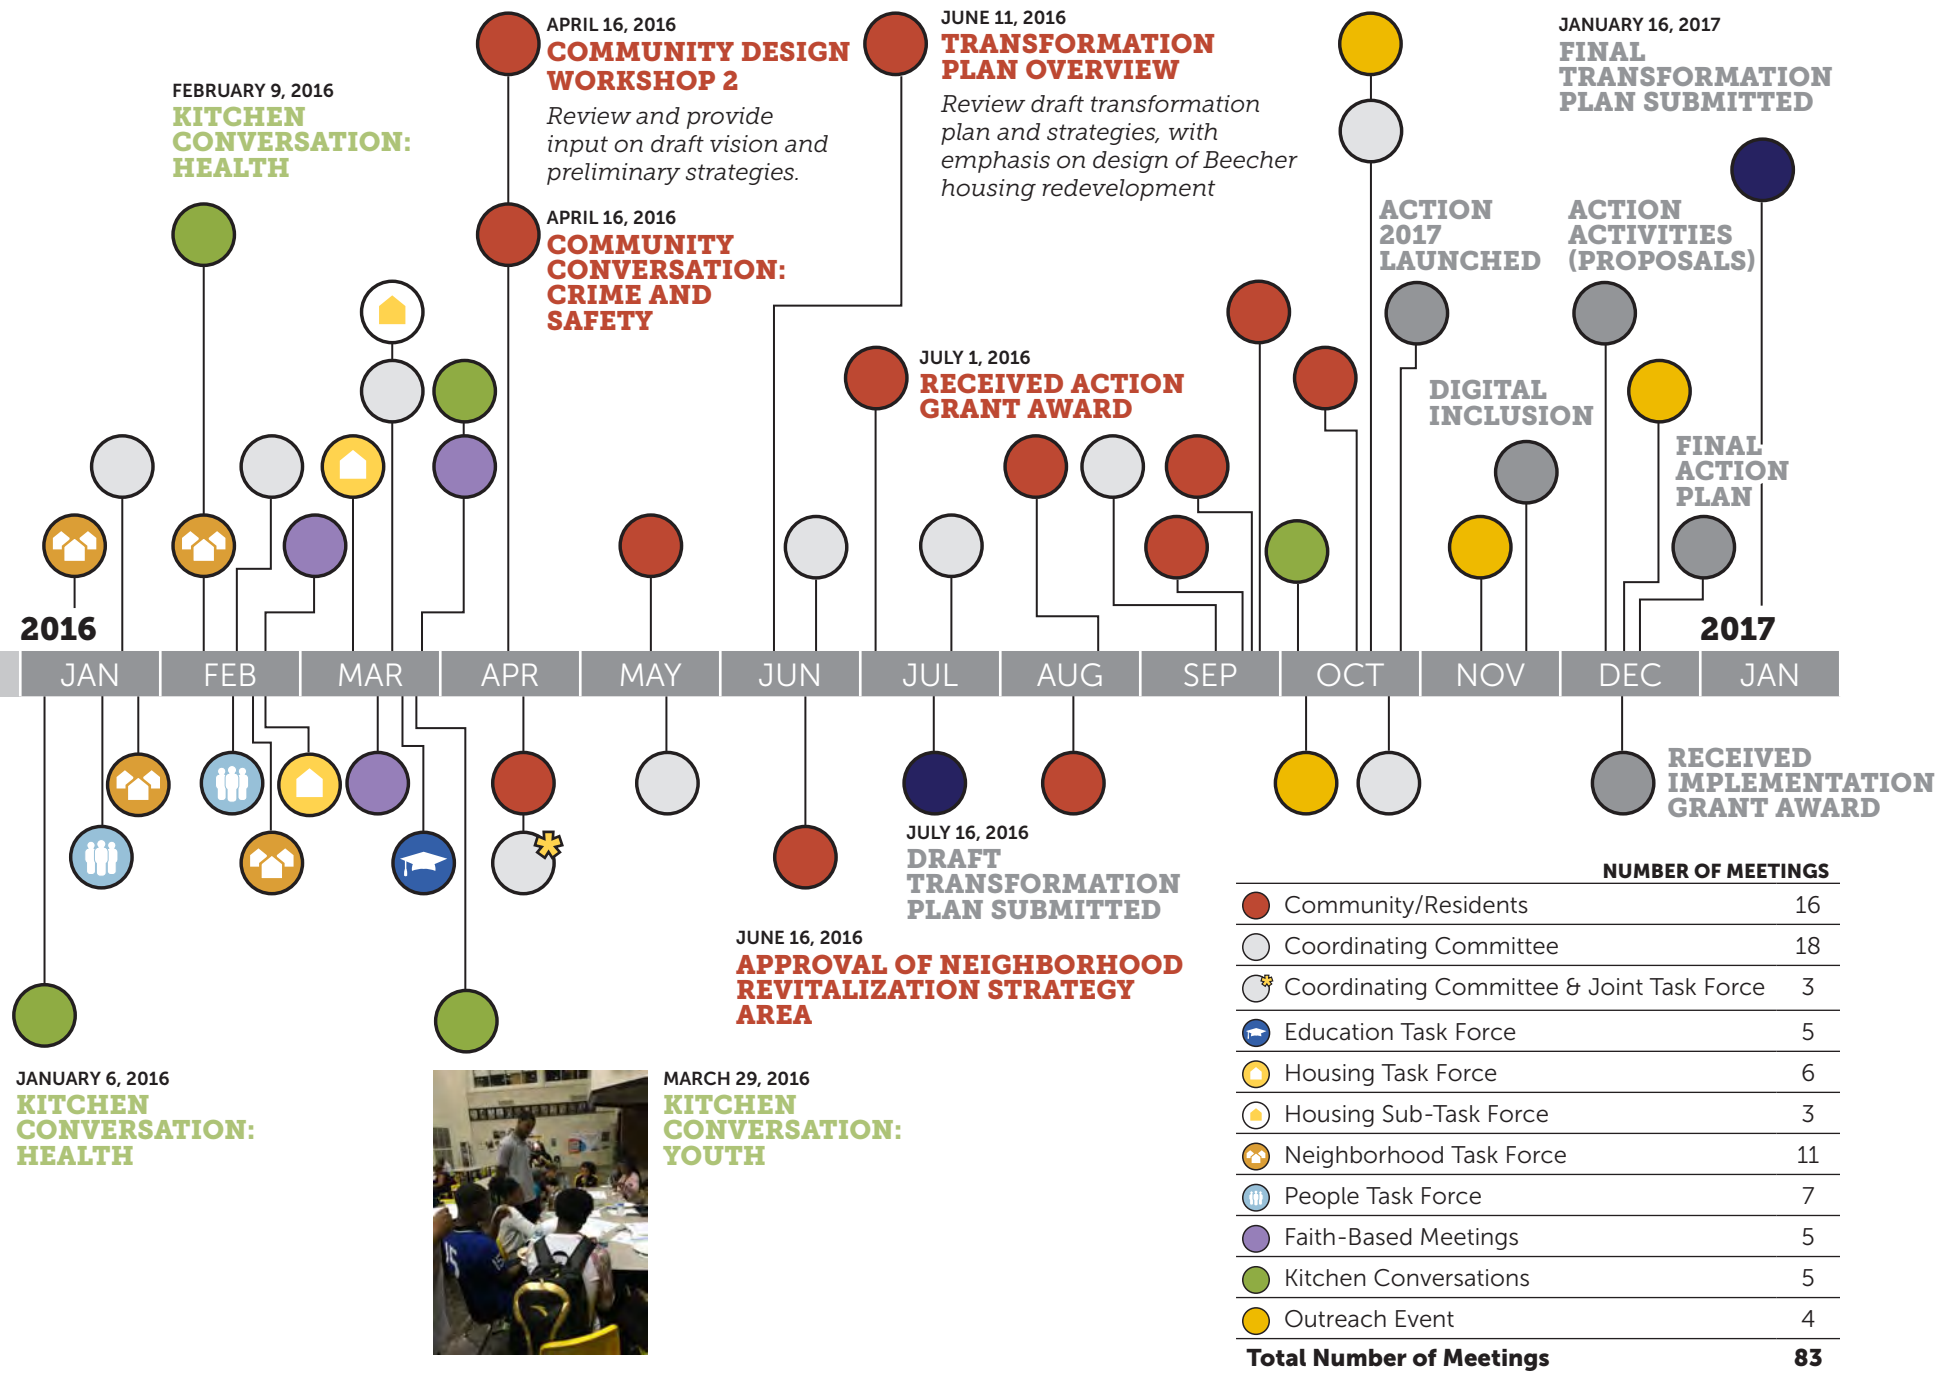 APRIL 16, 2016
COMMUNITY DESIGN
WORKSHOP 2
Review and provide
input on draft vision and
preliminary strategies.
JUNE 11, 2016
TRANSFORMATION
PLAN OVERVIEW
Review draft transformation
plan and strategies, with
emphasis on design of Beecher
housing redevelopment
JANUARY 16, 2017
FINAL
TRANSFORMATION
PLAN SUBMITTED
FEBRUARY 9, 2016
KITCHEN
CONVERSATION:
HEALTH
APRIL 16, 2016
COMMUNITY
CONVERSATION:
CRIME AND
SAFETY
ACTION
2017
LAUNCHED
ACTION
ACTIVITIES
(PROPOSALS)
JULY 1, 2016
RECEIVED ACTION
GRANT AWARD
DIGITAL
INCLUSION
FINAL
ACTION
PLAN
2016
2017
JAN
FEB
MAR
APR
MAY
JUN
JUL
AUG
SEP
OCT
NOV
DEC
JAN
RECEIVED
IMPLEMENTATION
GRANT AWARD
JULY 16, 2016
DRAFT
TRANSFORMATION
PLAN SUBMITTED
JUNE 16, 2016
APPROVAL OF NEIGHBORHOOD
REVITALIZATION STRATEGY
AREA
JANUARY 6, 2016
KITCHEN
CONVERSATION:
HEALTH
MARCH 29, 2016
KITCHEN
CONVERSATION:
YOUTH
15
15
NUMBER OF MEETINGS
Community/Residents 16
Coordinating Committee 18
Coordinating Committee & Joint Task Force 3
Education Task Force 5
Housing Task Force 6
Housing Sub-Task Force 3
Neighborhood Task Force 11
People Task Force 7
Faith-Based Meetings 5
Kitchen Conversations 5
Outreach Event 4
Total Number of Meetings 83